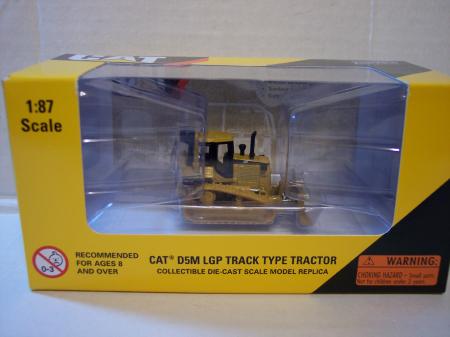 CAT
1:87
Scale
0-3
RECOMMENDED
FOR AGES 8
AND OVER
CAT® D5M LGP TRACK TYPE TRACTOR
COLLECTIBLE DIE-CAST SCALE MODEL REPLICA
WARNING:
CHOKING HAZARD - Small parts.
Not for children under 3 years.